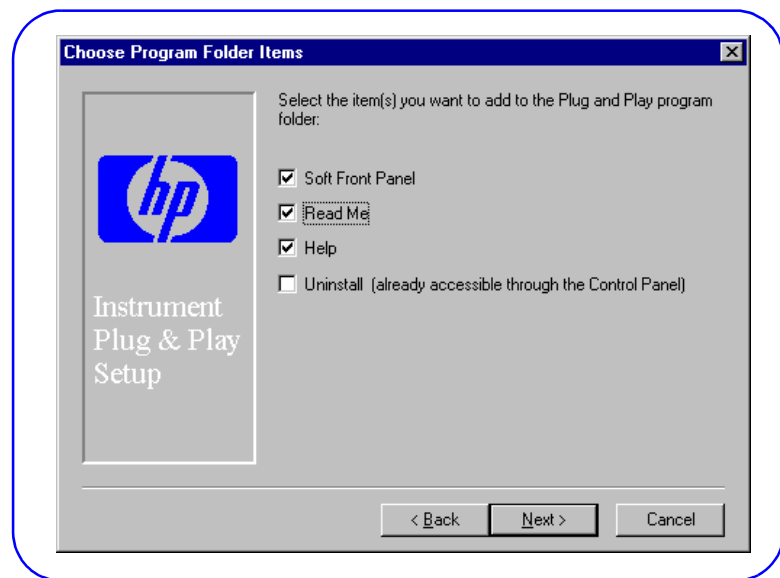 Choose Program Folder Items
Select the item(s) you want to add to the Plug and Play program
folder:
hp
Soft Front Panel
Read Me
Help
Uninstall (already accessible through the Control Panel)
Instrument
Plug & Play
Setup
< Back
Next >
Cancel